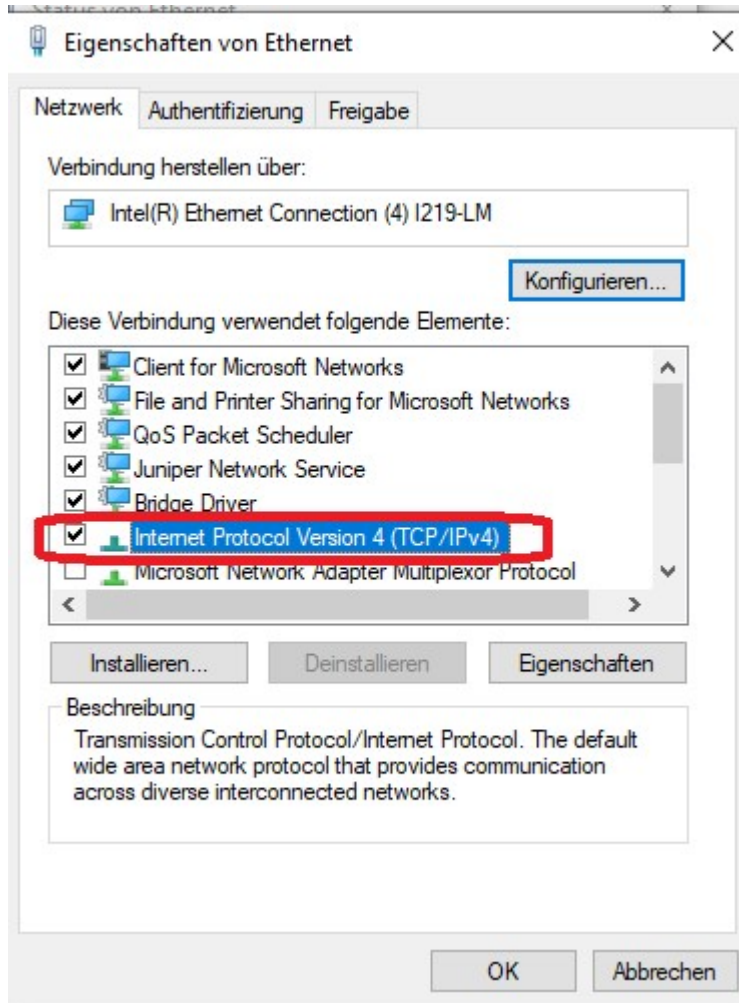 Status von Ethernet
Eigenschaften von Ethernet
Netzwerk
Authentifizierung
Freigabe
Verbindung herstellen über:
Intel(R) Ethernet Connection (4) I219-LM
Konfigurieren...
Diese Verbindung verwendet folgende Elemente:
Client for Microsoft Networks
File and Printer Sharing for Microsoft Networks
QoS Packet Scheduler
Juniper Network Service
Bridge Driver
Internet Protocol Version 4 (TCP/IPv4)
Microsoft Network Adapter Multiplexor Protocol
Installieren...
Deinstallieren
Eigenschaften
Beschreibung
Transmission Control Protocol/Internet Protocol. The default
wide area network protocol that provides communication
across diverse interconnected networks.
OK
Abbrechen